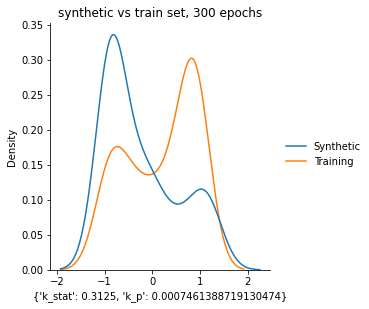 synthetic vs train set, 300 epochs
0.35
0.30
0.25
0.20
0.15
0.10
0.05
0.00
Density
−2
−1
0
1
2
{'k_stat': 0.3125, 'k_p': 0.0007461388719130474}
Synthetic
Training